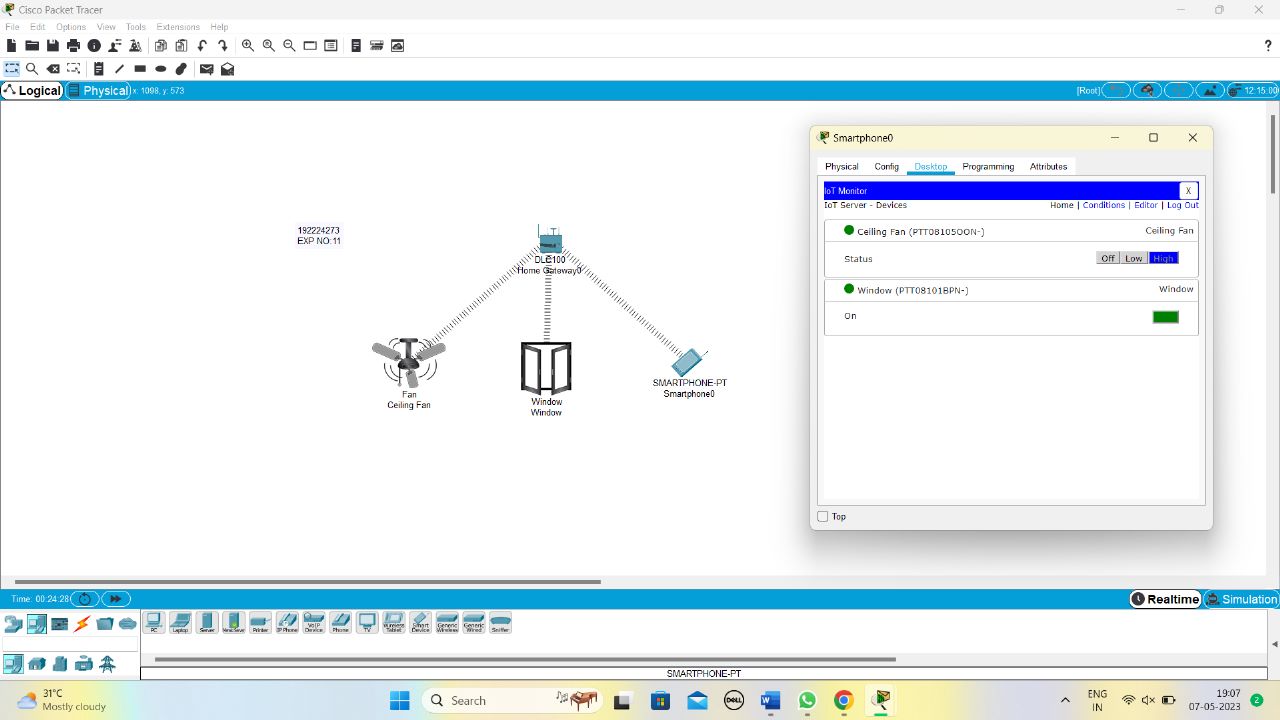 Cisco Packet Tracer
File Edit Options View Tools Extensions Help
?
Logical Physical x: 1098, y: 573 [Root] 12:15:00
192224273
EXP NO:11
DLC100
Home Gateway0
Fan
Ceiling Fan
Window
Window
SMARTPHONE-PT
Smartphone0
Smartphone0
Physical Config Desktop Programming Attributes
IoT Monitor X
IoT Server - Devices Home | Conditions | Editor | Log Out
Ceiling Fan (PTT08105OON-) Ceiling Fan
Status Off Low High
Window (PTT08101BPN-) Window
On
Top
Time: 00:24:28 Realtime Simulation
PC Laptop Server Printer IP Phone VoIP Device Phone TV Wireless Tablet Smart Device Generic Wireless Generic Wired Sniffer
SMARTPHONE-PT
31°C
Mostly cloudy
Search
DELL
ENG
IN
19:07
07-05-2023
2